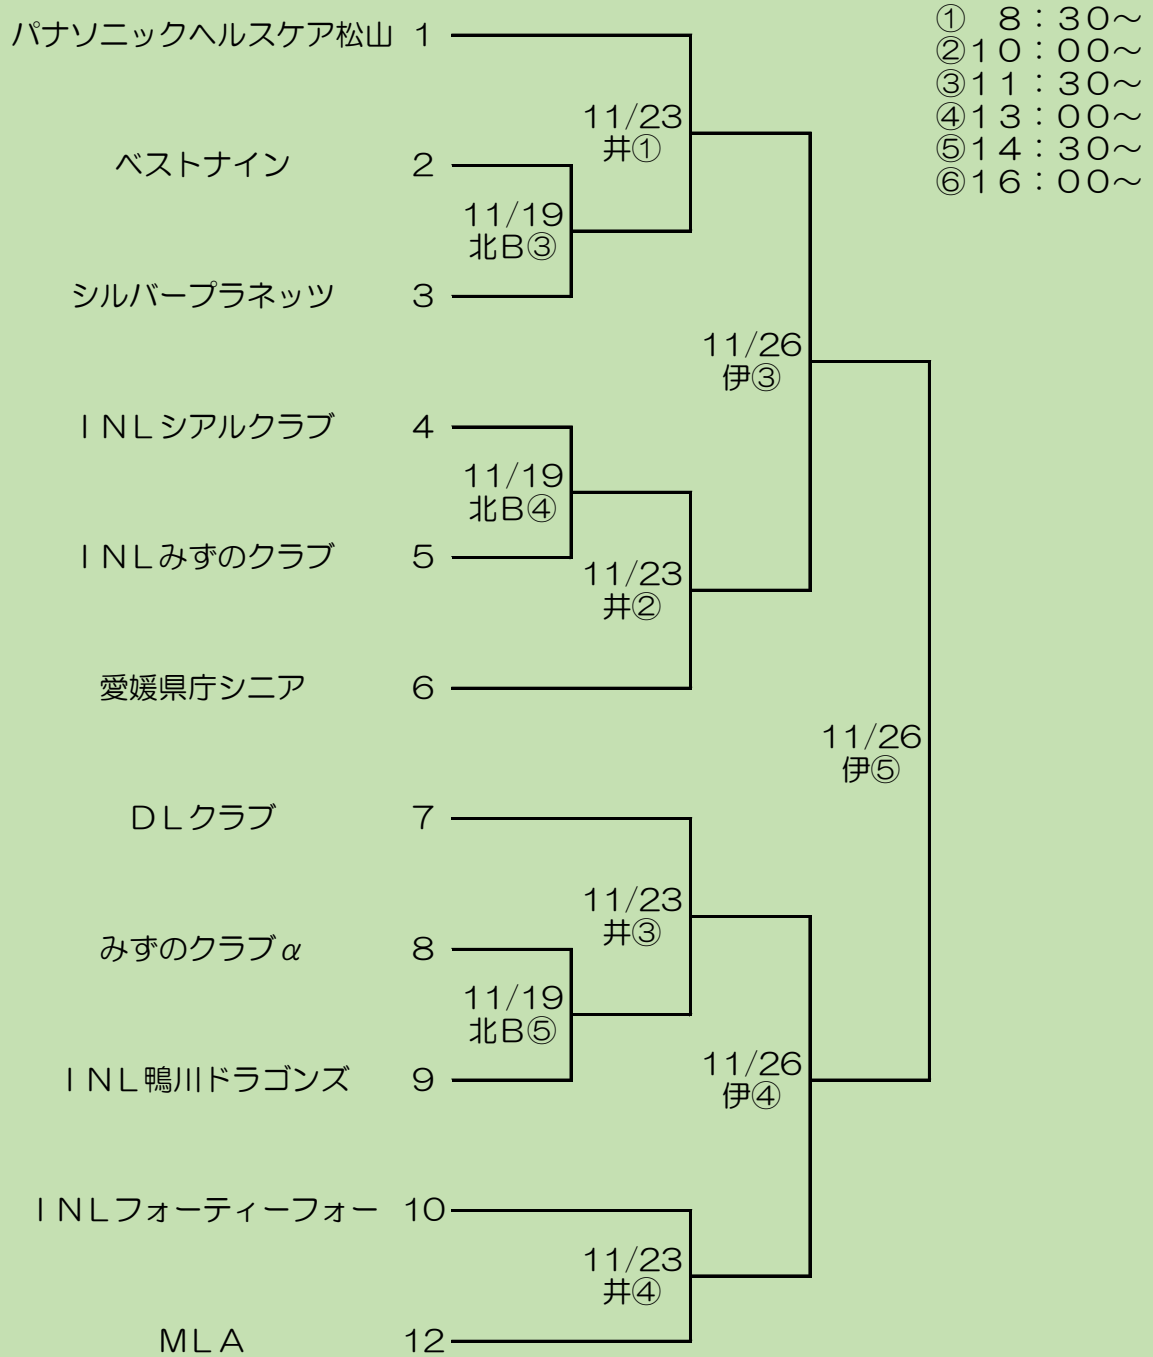 パナソニックヘルスケア松山 1
① 8：30～
②10：00～
③11：30～
④13：00～
⑤14：30～
⑥16：00～
11/23
井①
ベストナイン 2
11/19
北B③
シルバープラネッツ 3
11/26
伊③
INLシアルクラブ 4
11/19
北B④
INLみずのクラブ 5
11/23
井②
愛媛県庁シニア 6
11/26
伊⑤
DLクラブ 7
11/23
井③
みずのクラブα 8
11/19
北B⑤
INL鴨川ドラゴンズ 9
11/26
伊④
INLフォーティーフォー 10
11/23
井④
MLA 12